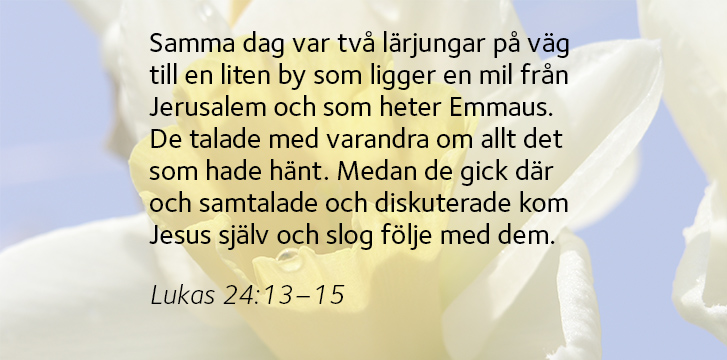 Samma dag var två lärjungar på väg
till en liten by som ligger en mil från
Jerusalem och som heter Emmaus.
De talade med varandra om allt det
som hade hänt. Medan de gick där
och samtalade och diskuterade kom
Jesus själv och slog följe med dem.
Lukas 24:13–15